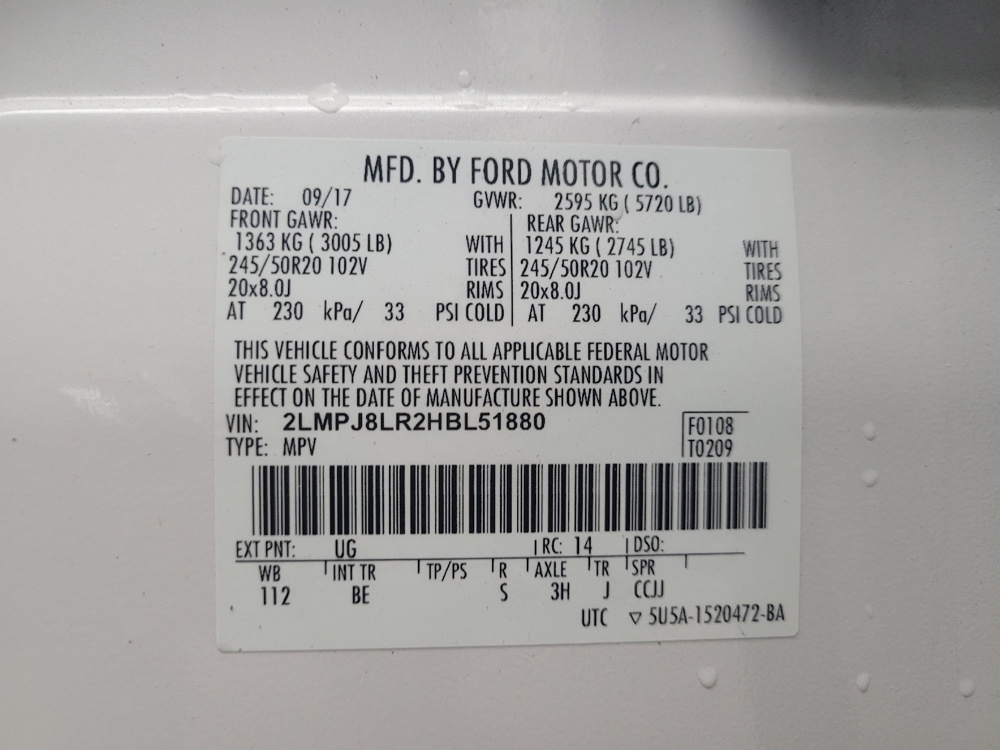 MFD. BY FORD MOTOR CO.
DATE: 09/17 GVWR: 2595 KG ( 5720 LB)
FRONT GAWR: REAR GAWR:
1363 KG ( 3005 LB) WITH 1245 KG ( 2745 LB) WITH
245/50R20 102V TIRES 245/50R20 102V TIRES
20x8.0J RIMS 20x8.0J RIMS
AT 230 kPa/ 33 PSI COLD AT 230 kPa/ 33 PSI COLD
THIS VEHICLE CONFORMS TO ALL APPLICABLE FEDERAL MOTOR
VEHICLE SAFETY AND THEFT PREVENTION STANDARDS IN
EFFECT ON THE DATE OF MANUFACTURE SHOWN ABOVE.
VIN: 2LMPJ8LR2HBL51880 F0108
TYPE: MPV T0209
EXT PNT: UG RC: 14 DSO:
WB INT TR TP/PS R AXLE TR SPR
112 BE S 3H J CCJJ
UTC ▽ 5U5A-1520472-BA